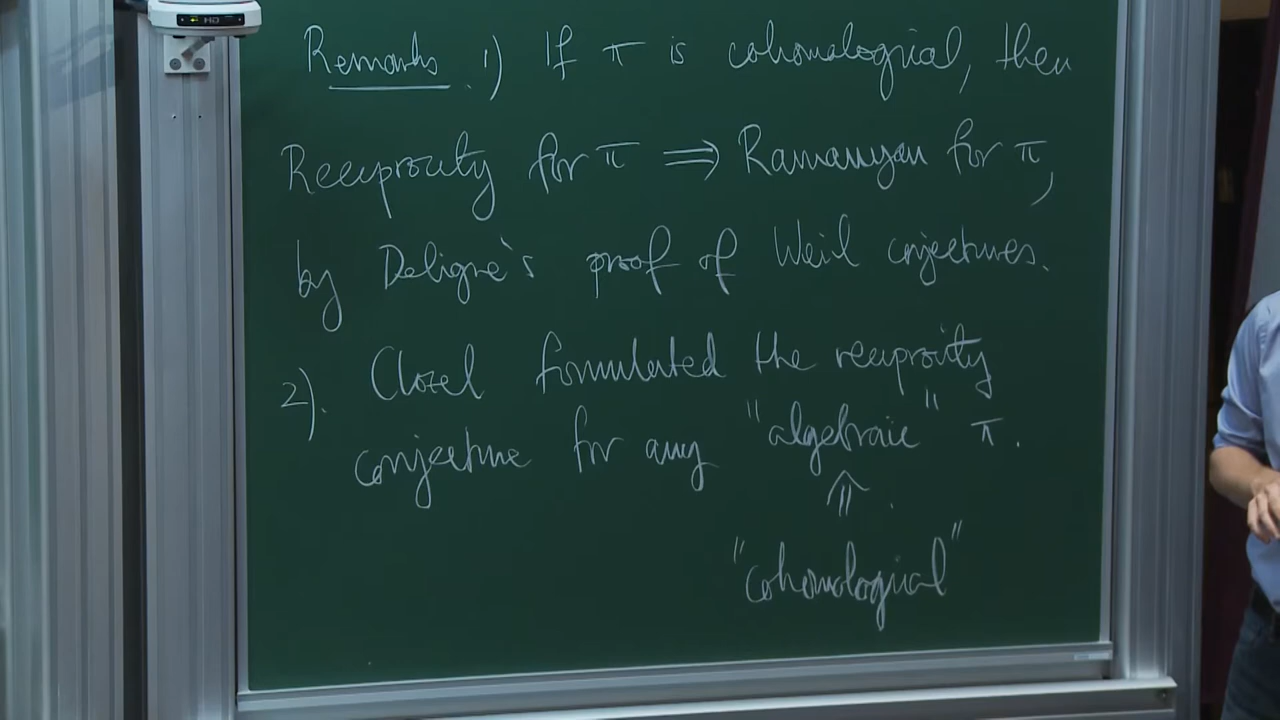 HD
Remarks. 1) If π is cohomological, then
Reciprocity for π ⟹ Ramanujan for π,
by Deligne's proof of Weil conjectures.
2). Clozel formulated the reciprocity
conjecture for any "algebraic" π.
⇑
"cohomological"